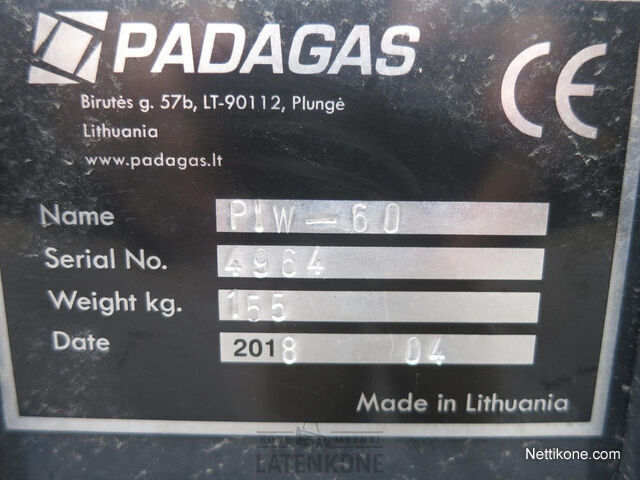 PADAGAS
CE
Birutės g. 57b, LT-90112, Plungė
Lithuania
www.padagas.lt
Name PLW-60
Serial No. 4964
Weight kg. 155
Date 2018 04
Made in Lithuania
LATENKONE
Nettikone.com